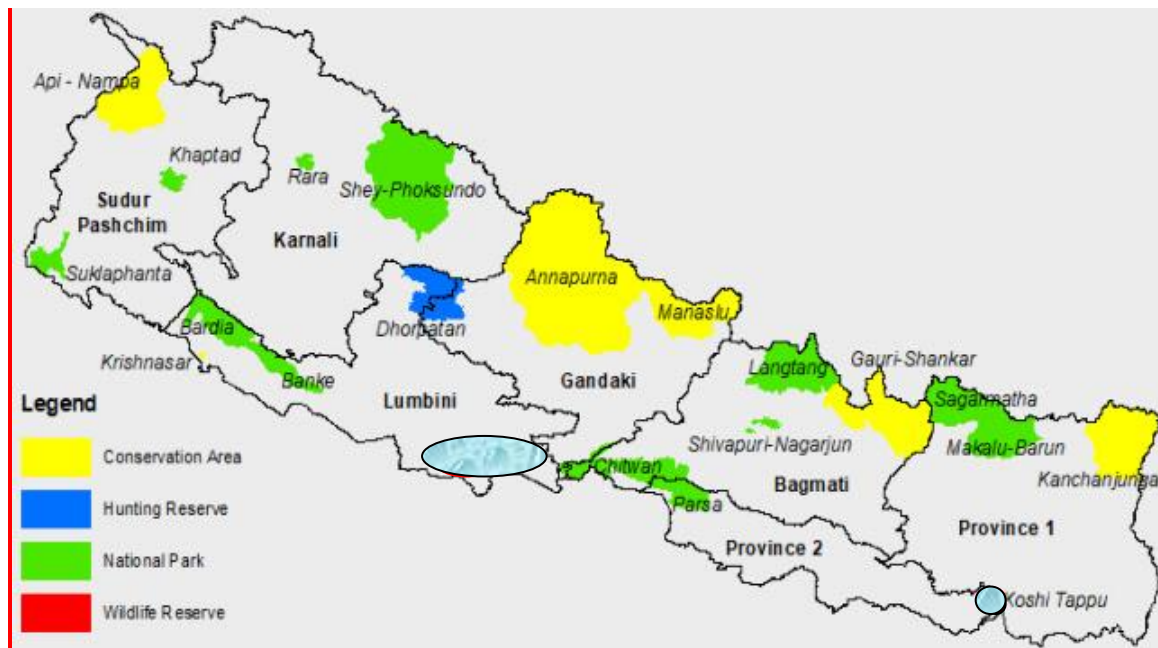 Api - Nampa
Khaptad
Rara
Shey-Phoksundo
Sudur
Pashchim
Karnali
Suklaphanta
Annapurna
Manaslu
Bardia
Dhorpatan
Krishnasar
Banke
Langtang
Gauri-Shankar
Gandaki
Lumbini
Sagarmatha
Shivapuri-Nagarjun
Makalu-Barun
Chitwan
Kanchanjunga
Bagmati
Parsa
Province 1
Province 2
Koshi Tappu
Legend
Conservation Area
Hunting Reserve
National Park
Wildlife Reserve